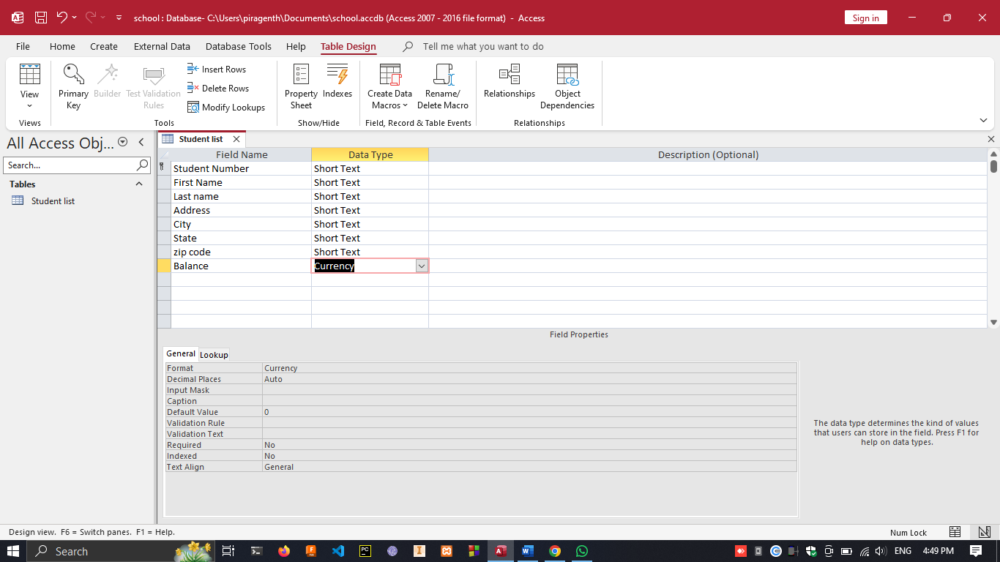 school : Database- C:\Users\piragenth\Documents\school.accdb (Access 2007 - 2016 file format) - Access
Sign in
File Home Create External Data Database Tools Help Table Design Tell me what you want to do
View
Primary Key
Builder
Test Validation Rules
Insert Rows
Delete Rows
Modify Lookups
Property Sheet
Indexes
Create Data Macros
Rename/ Delete Macro
Relationships
Object Dependencies
Views Tools Show/Hide Field, Record & Table Events Relationships
All Access Obj...
Search...
Tables
Student list
Student list
Field Name Data Type Description (Optional)
Student Number Short Text
First Name Short Text
Last name Short Text
Address Short Text
City Short Text
State Short Text
zip code Short Text
Balance Currency
Field Properties
General Lookup
Format Currency
Decimal Places Auto
Input Mask
Caption
Default Value 0
Validation Rule
Validation Text
Required No
Indexed No
Text Align General
The data type determines the kind of values
that users can store in the field. Press F1 for
help on data types.
Design view. F6 = Switch panes. F1 = Help.
Num Lock
Search
ENG 4:49 PM